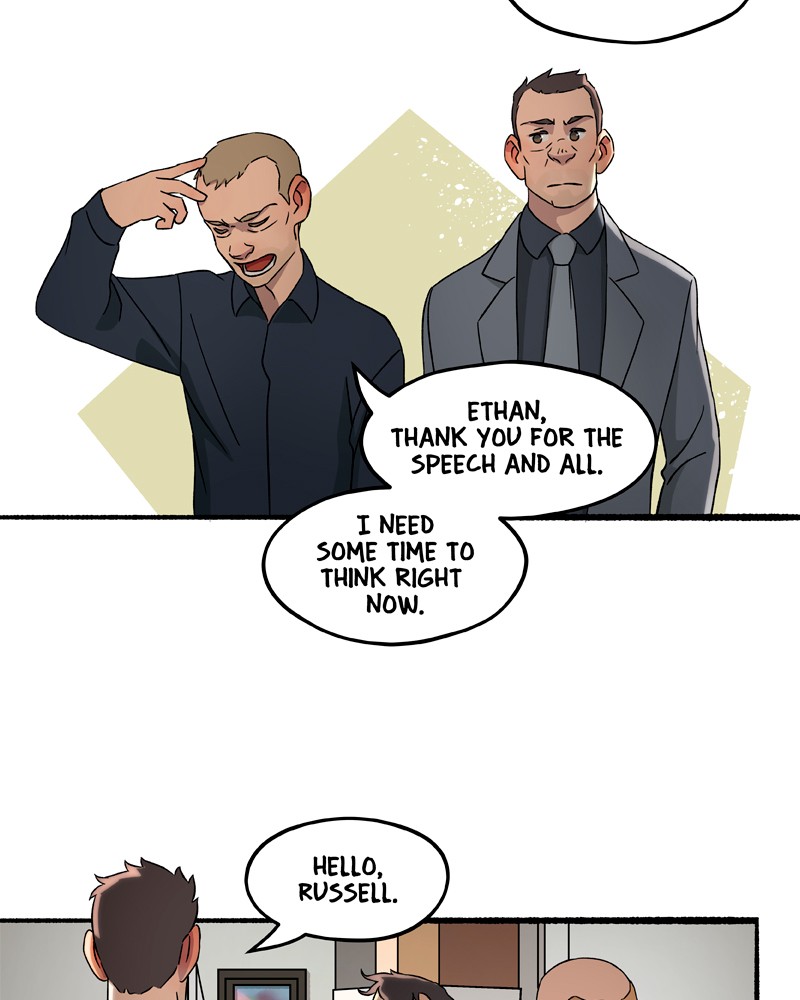 ETHAN,
THANK YOU FOR THE
SPEECH AND ALL.
I NEED
SOME TIME TO
THINK RIGHT
NOW.
HELLO,
RUSSELL.